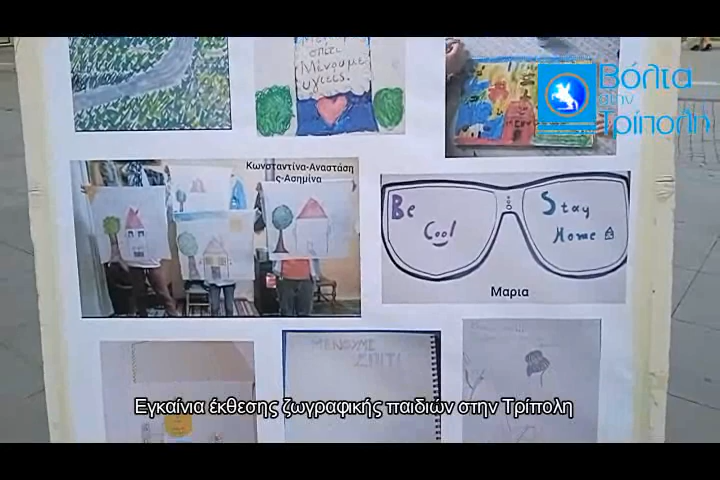 σπίτι
Μένουμε
υγιείς.
Βόλτα
στην
Τρίπολη
Κωνσταντίνα-Αναστάση
ς-Ασημίνα
Be
Cool
Stay
Home
Μαρια
ΜΕΝΟΥΜΕ
ΣΠΙΤΙ
Εγκαίνια έκθεσης ζωγραφικής παιδιών στην Τρίπολη